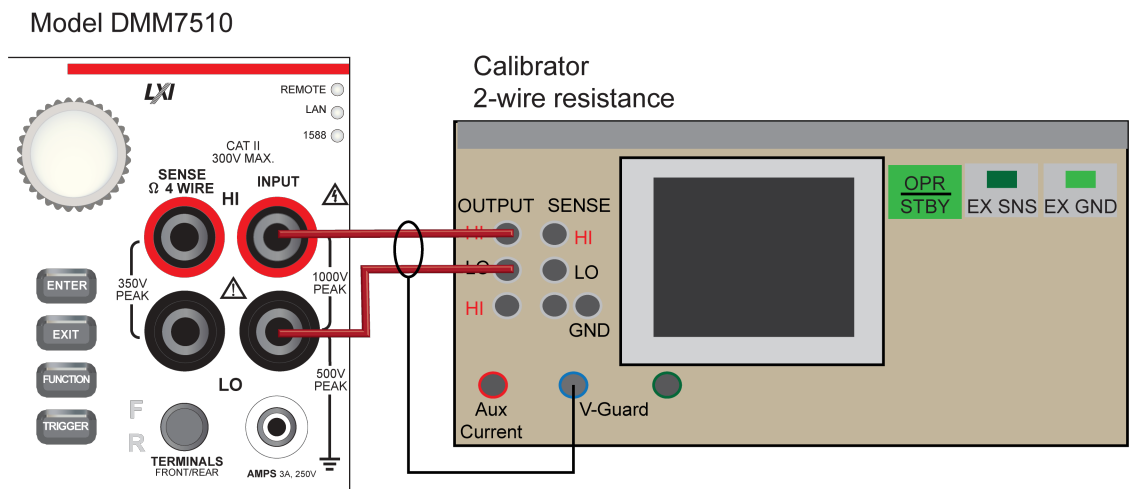 Model DMM7510
LXI
REMOTE
LAN
1588
CAT II
300V MAX.
SENSE
Ω 4 WIRE
HI
INPUT
350V
PEAK
1000V
PEAK
ENTER
EXIT
FUNCTION
TRIGGER
LO
500V
PEAK
F
R
TERMINALS
FRONT/REAR
AMPS 3A, 250V
Calibrator
2-wire resistance
OUTPUT SENSE
HI HI
LO LO
HI
GND
Aux
Current
V-Guard
OPR
STBY
EX SNS
EX GND